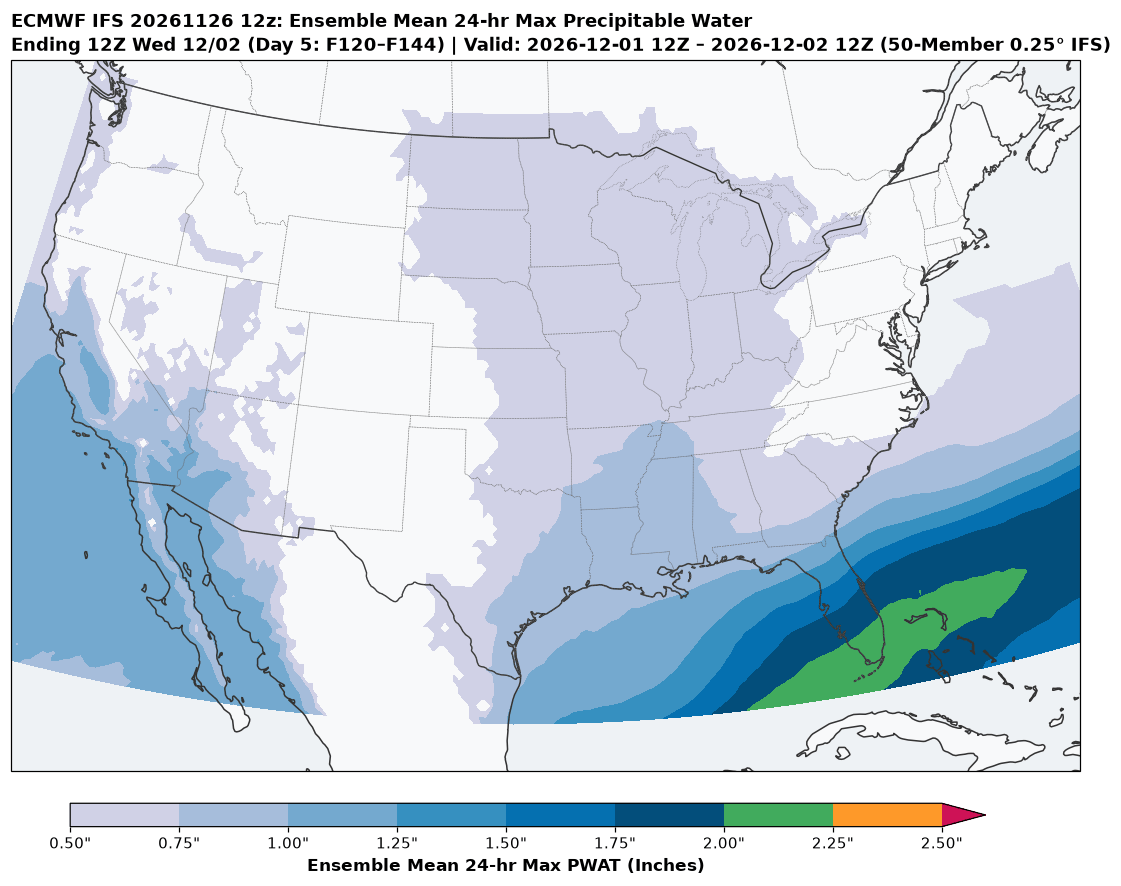 ECMWF IFS 20261126 12z: Ensemble Mean 24-hr Max Precipitable Water
Ending 12Z Wed 12/02 (Day 5: F120–F144) | Valid: 2026-12-01 12Z – 2026-12-02 12Z (50-Member 0.25° IFS)
0.50" 0.75" 1.00" 1.25" 1.50" 1.75" 2.00" 2.25" 2.50"
Ensemble Mean 24-hr Max PWAT (Inches)